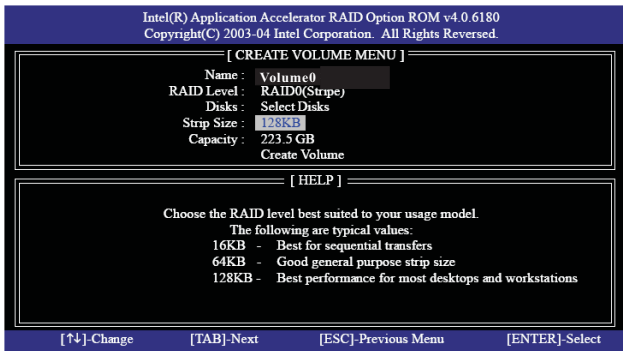 Intel(R) Application Accelerator RAID Option ROM v4.0.6180
Copyright(C) 2003-04 Intel Corporation. All Rights Reversed.
[ CREATE VOLUME MENU ]
Name : Volume0
RAID Level : RAID0(Stripe)
Disks : Select Disks
Strip Size : 128KB
Capacity : 223.5 GB
Create Volume
[ HELP ]
Choose the RAID level best suited to your usage model.
The following are typical values:
16KB - Best for sequential transfers
64KB - Good general purpose strip size
128KB - Best performance for most desktops and workstations
[↑↓]-Change [TAB]-Next [ESC]-Previous Menu [ENTER]-Select